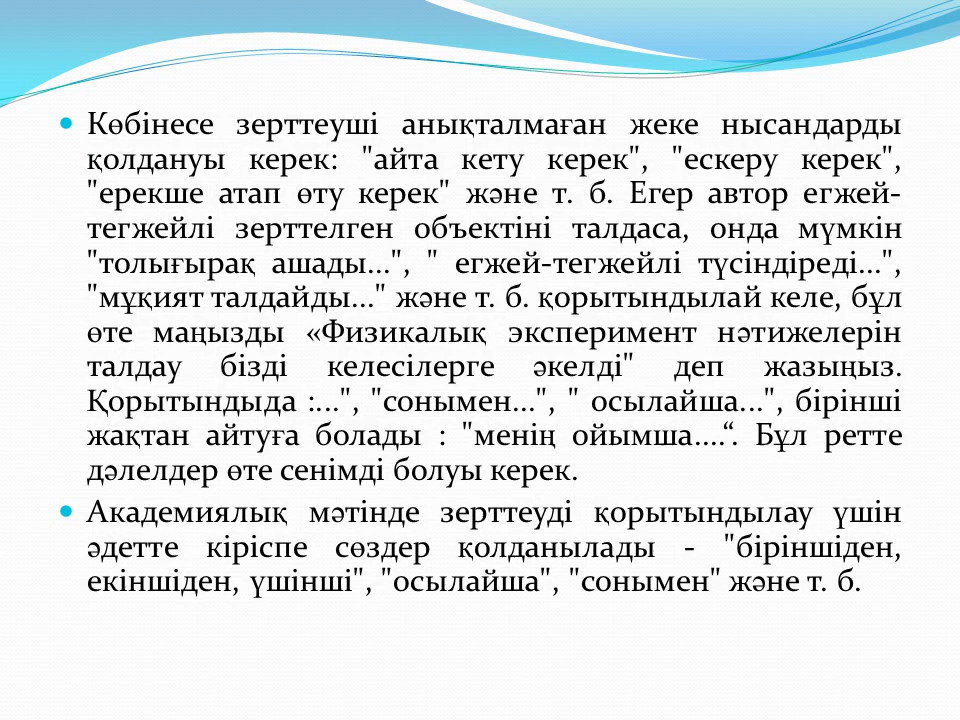 Көбінесе зерттеуші анықталмаған жеке нысандарды
қолдануы керек: "айта кету керек", "ескеру керек",
"ерекше атап өту керек" және т. б. Егер автор егжей-
тегжейлі зерттелген объектіні талдаса, онда мүмкін
"толығырақ ашады...", " егжей-тегжейлі түсіндіреді...",
"мұқият талдайды..." және т. б. қорытындылай келе, бұл
өте маңызды «Физикалық эксперимент нәтижелерін
талдау бізді келесілерге әкелді" деп жазыңыз.
Қорытындыда :...", "сонымен...", " осылайша...", бірінші
жақтан айтуға болады : "менің ойымша....“. Бұл ретте
дәлелдер өте сенімді болуы керек.
Академиялық мәтінде зерттеуді қорытындылау үшін
әдетте кіріспе сөздер қолданылады - "біріншіден,
екіншіден, үшінші", "осылайша", "сонымен" және т. б.